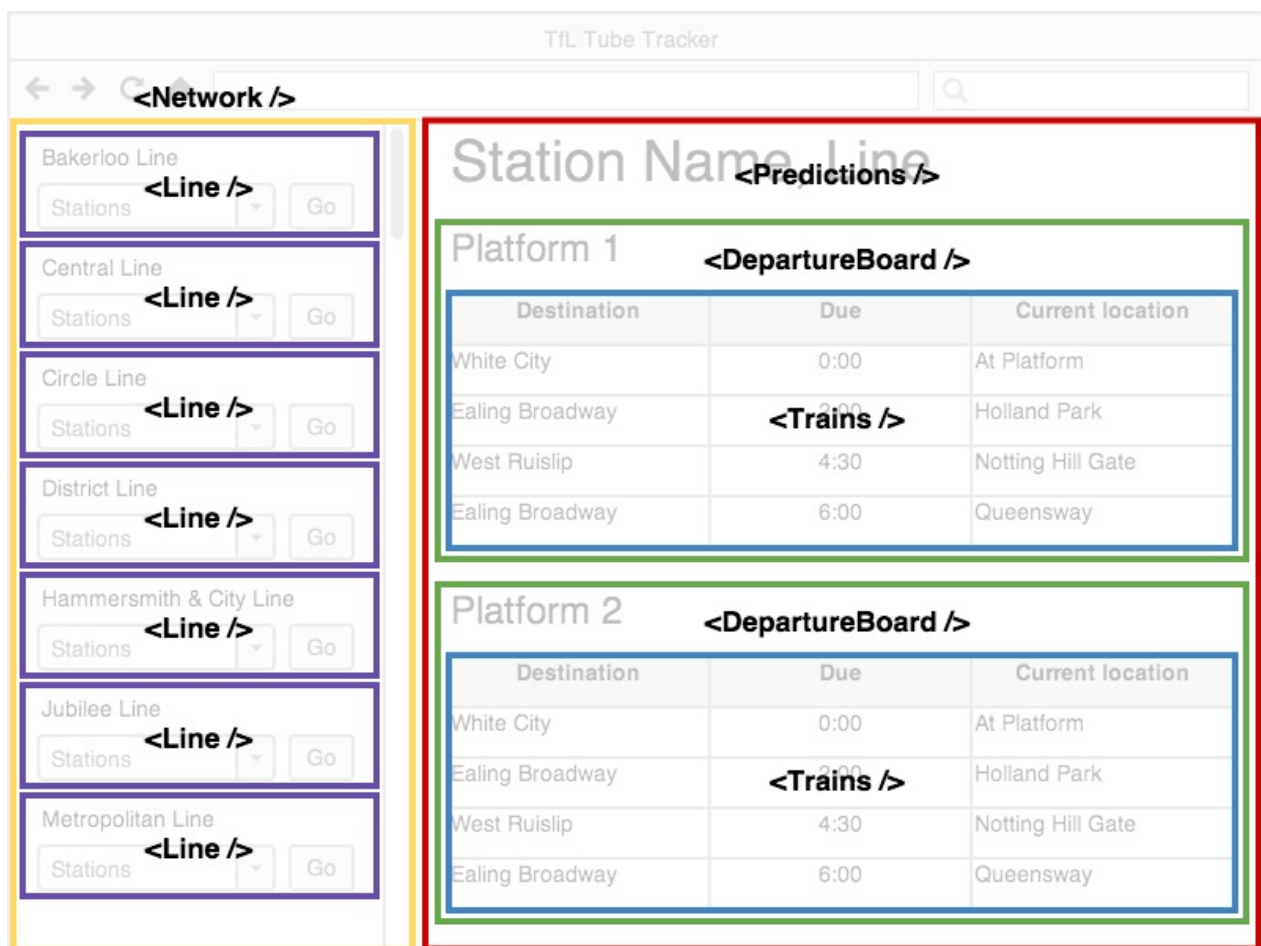 TfL Tube Tracker
<Network />
Bakerloo Line
<Line />
Stations
Go
Central Line
<Line />
Stations
Go
Circle Line
<Line />
Stations
Go
District Line
<Line />
Stations
Go
Hammersmith & City Line
<Line />
Stations
Go
Jubilee Line
<Line />
Stations
Go
Metropolitan Line
<Line />
Stations
Go
Station Name, Line
<Predictions />
Platform 1
<DepartureBoard />
Destination Due Current location
White City 0:00 At Platform
Ealing Broadway 2:00 Holland Park
<Trains />
West Ruislip 4:30 Notting Hill Gate
Ealing Broadway 6:00 Queensway
Platform 2
<DepartureBoard />
Destination Due Current location
White City 0:00 At Platform
Ealing Broadway 2:00 Holland Park
<Trains />
West Ruislip 4:30 Notting Hill Gate
Ealing Broadway 6:00 Queensway